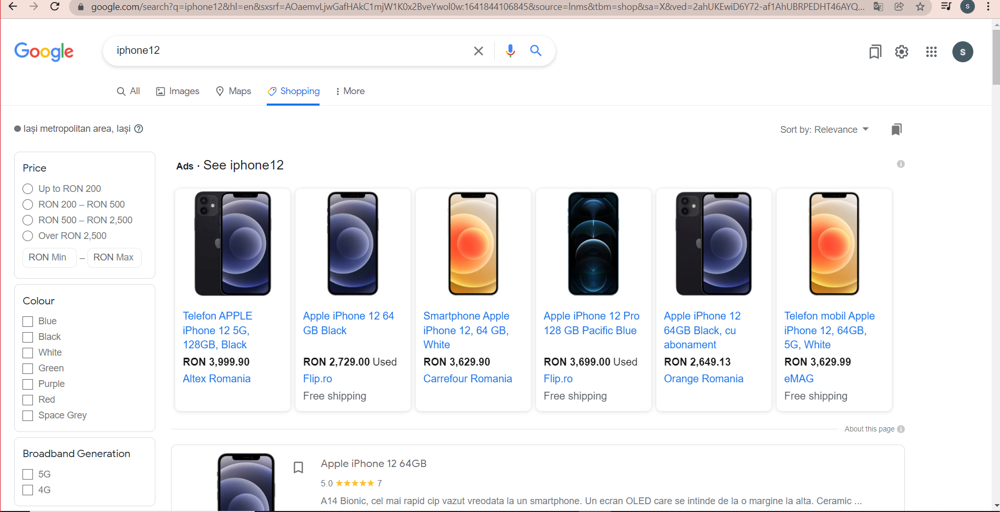 google.com/search?q=iphone12&hl=en&sxsrf=AOaemvLjwGafHAkC1mjW1K0x2BveYwol0w:1641844106845&source=lnms&tbm=shop&sa=X&ved=2ahUKEwiD6Y72-af1AhUBRPEDHT46AYQ...
S
Google
iphone12
S
All Images Maps Shopping More
Iași metropolitan area, Iași
Sort by: Relevance
Price
Up to RON 200
RON 200 – RON 500
RON 500 – RON 2,500
Over RON 2,500
RON Min – RON Max
Colour
Blue
Black
White
Green
Purple
Red
Space Grey
Broadband Generation
5G
4G
Ads · See iphone12
Telefon APPLE
iPhone 12 5G,
128GB, Black
RON 3,999.90
Altex Romania
Apple iPhone 12 64
GB Black
RON 2,729.00 Used
Flip.ro
Free shipping
Smartphone Apple
iPhone 12, 64 GB,
White
RON 3,629.90
Carrefour Romania
Apple iPhone 12 Pro
128 GB Pacific Blue
RON 3,699.00 Used
Flip.ro
Free shipping
Apple iPhone 12
64GB Black, cu
abonament
RON 2,649.13
Orange Romania
Telefon mobil Apple
iPhone 12, 64GB,
5G, White
RON 3,629.99
eMAG
Free shipping
About this page
Apple iPhone 12 64GB
5.0 ★★★★★ 7
A14 Bionic, cel mai rapid cip vazut vreodata la un smartphone. Un ecran OLED care se intinde de la o margine la alta. Ceramic ...